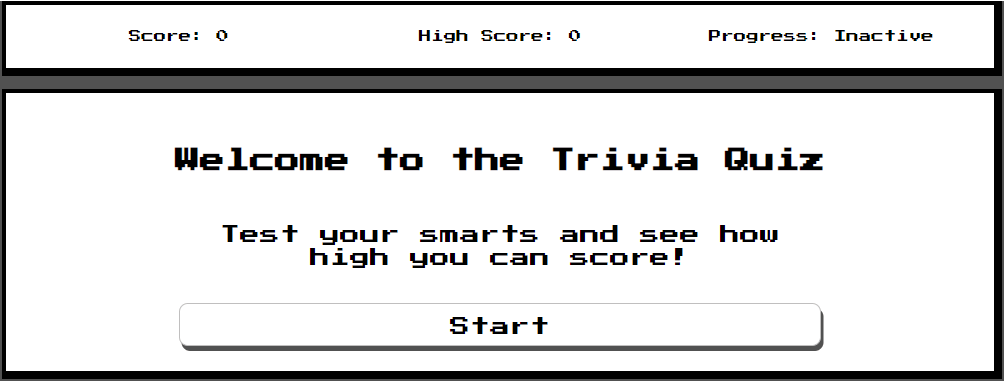 Score: 0 High Score: 0 Progress: Inactive
Welcome to the Trivia Quiz
Test your smarts and see how
high you can score!
Start